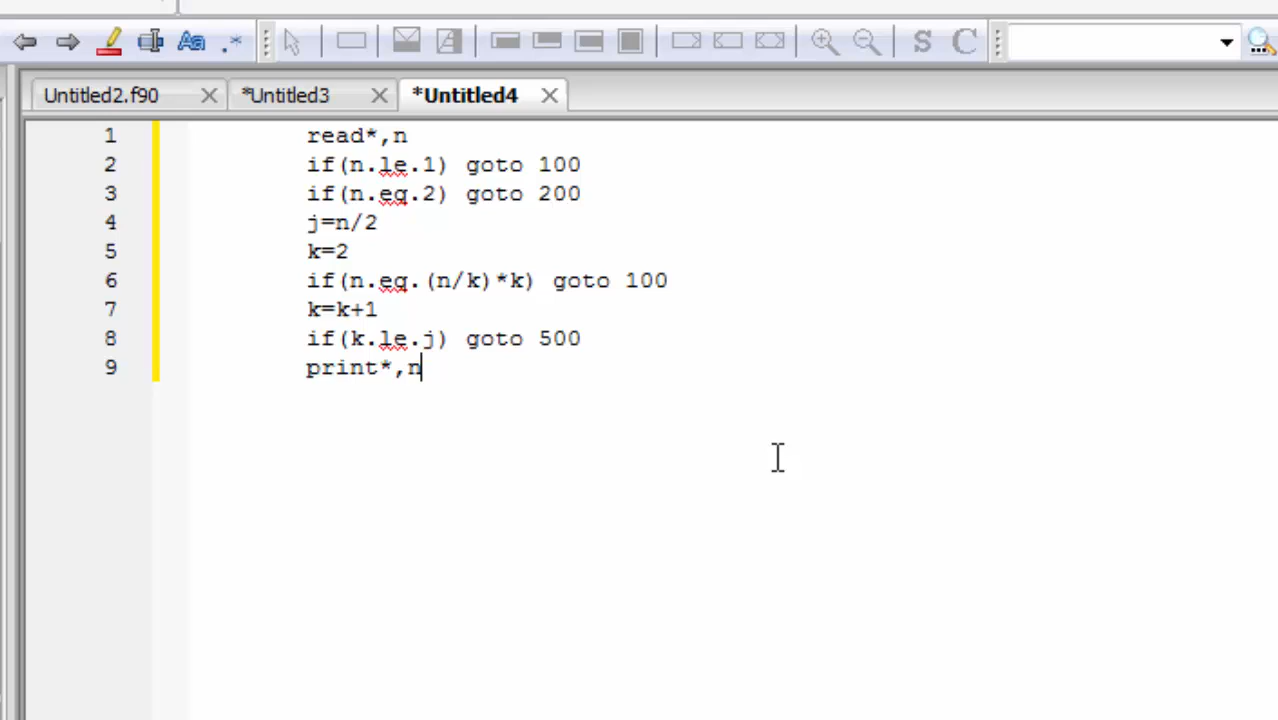 Aa .* S C
Untitled2.f90 *Untitled3 *Untitled4
1 read*,n
2 if(n.le.1) goto 100
3 if(n.eq.2) goto 200
4 j=n/2
5 k=2
6 if(n.eq.(n/k)*k) goto 100
7 k=k+1
8 if(k.le.j) goto 500
9 print*,n